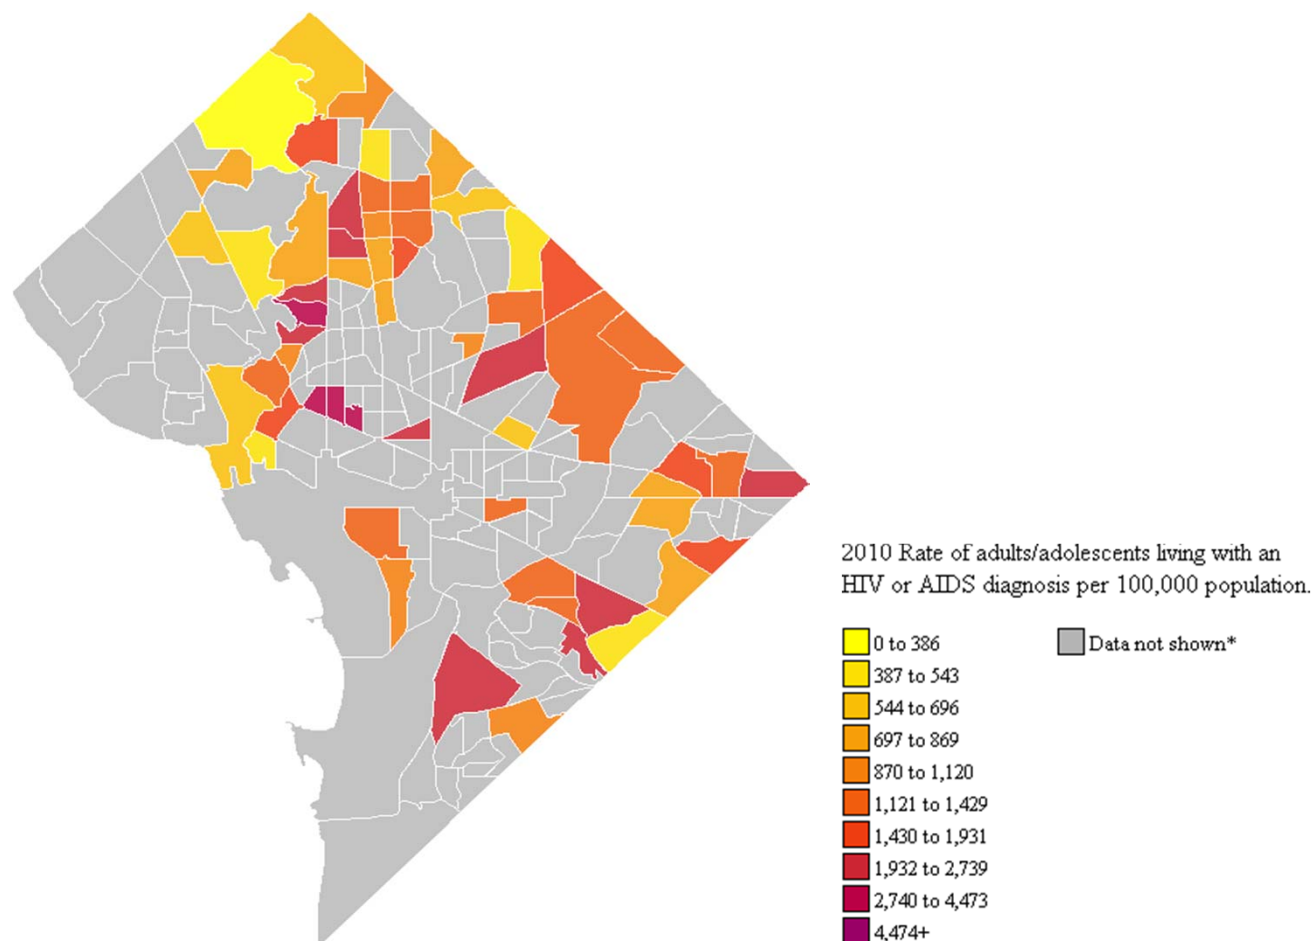 2010 Rate of adults/adolescents living with an
HIV or AIDS diagnosis per 100,000 population.
0 to 386
387 to 543
544 to 696
697 to 869
870 to 1,120
1,121 to 1,429
1,430 to 1,931
1,932 to 2,739
2,740 to 4,473
4,474+
Data not shown*